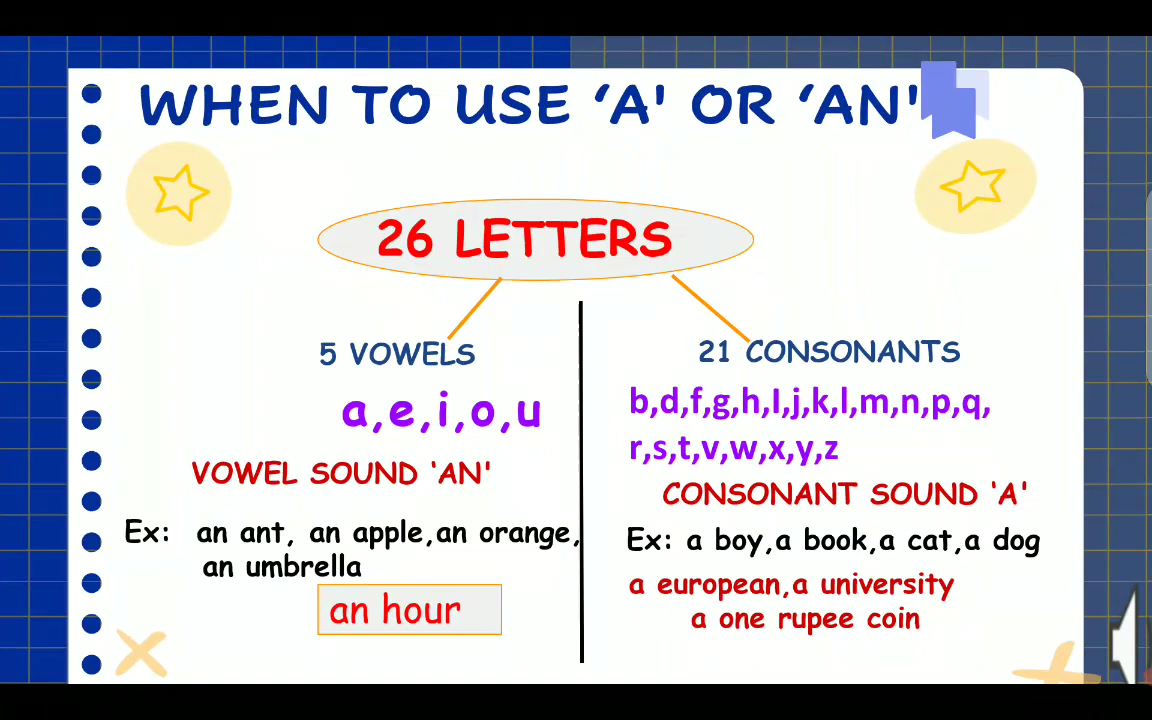 WHEN TO USE ‘A' OR ‘AN'
26 LETTERS
5 VOWELS
a,e,i,o,u
VOWEL SOUND ‘AN'
Ex: an ant, an apple,an orange,
an umbrella
an hour
21 CONSONANTS
b,d,f,g,h,I,j,k,l,m,n,p,q,
r,s,t,v,w,x,y,z
CONSONANT SOUND ‘A'
Ex: a boy,a book,a cat,a dog
a european,a university
a one rupee coin